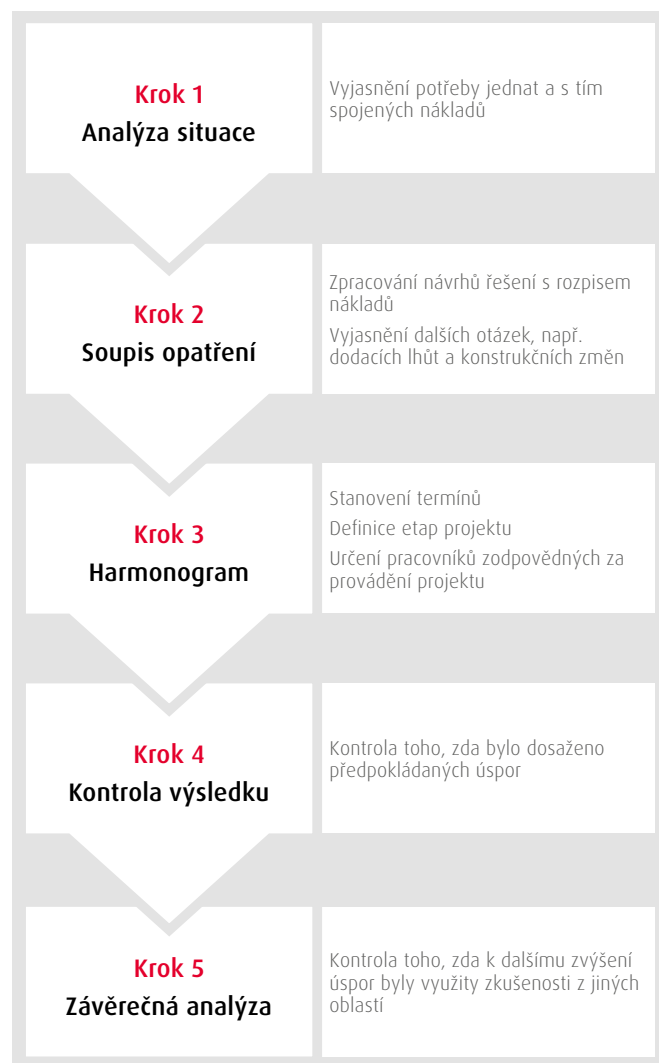 Krok 1
Analýza situace
Vyjasnění potřeby jednat a s tím
spojených nákladů
Krok 2
Soupis opatření
Zpracování návrhů řešení s rozpisem
nákladů
Vyjasnění dalších otázek, např.
dodacích lhůt a konstrukčních změn
Krok 3
Harmonogram
Stanovení termínů
Definice etap projektu
Určení pracovníků zodpovědných za
provádění projektu
Krok 4
Kontrola výsledku
Kontrola toho, zda bylo dosaženo
předpokládaných úspor
Krok 5
Závěrečná analýza
Kontrola toho, zda k dalšímu zvýšení
úspor byly využity zkušenosti z jiných
oblastí